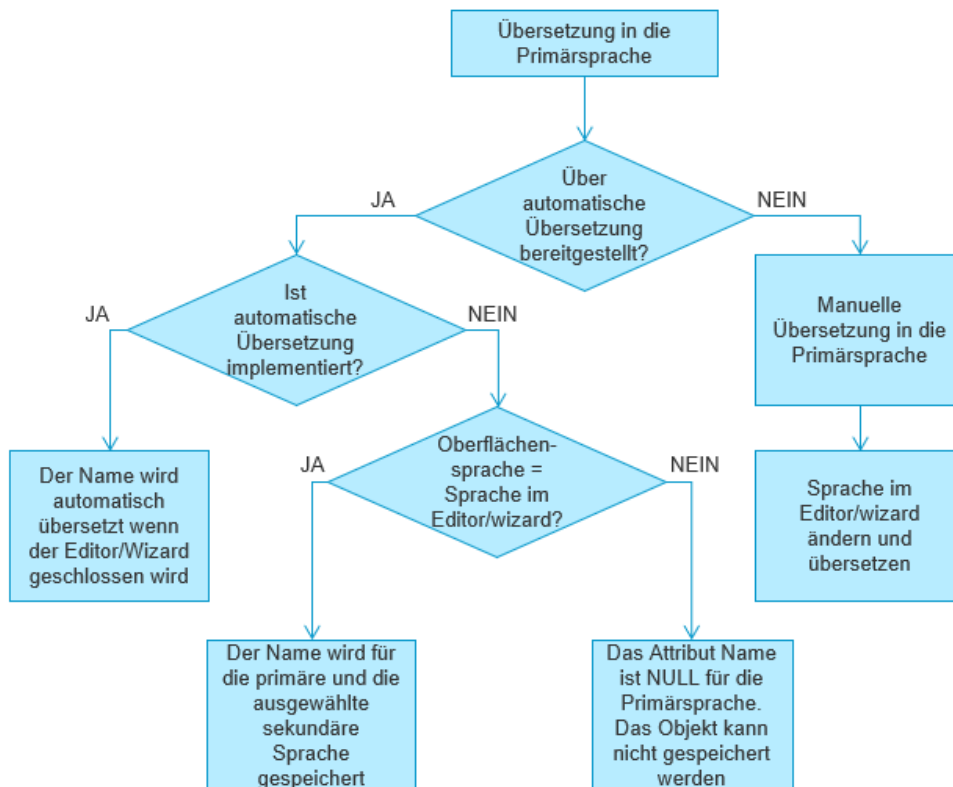 Übersetzung in die
Primärsprache
Über
automatische
Übersetzung
bereitgestellt?
JA
NEIN
Ist
automatische
Übersetzung
implementiert?
JA
NEIN
Manuelle
Übersetzung in die
Primärsprache
Oberflächen-
sprache =
Sprache im
Editor/wizard?
JA
NEIN
Der Name wird
automatisch
übersetzt wenn
der Editor/Wizard
geschlossen wird
Sprache im
Editor/wizard
ändern und
übersetzen
Der Name wird für
die primäre und die
ausgewählte
sekundäre
Sprache
gespeichert
Das Attribut Name
ist NULL für die
Primärsprache.
Das Objekt kann
nicht gespeichert
werden